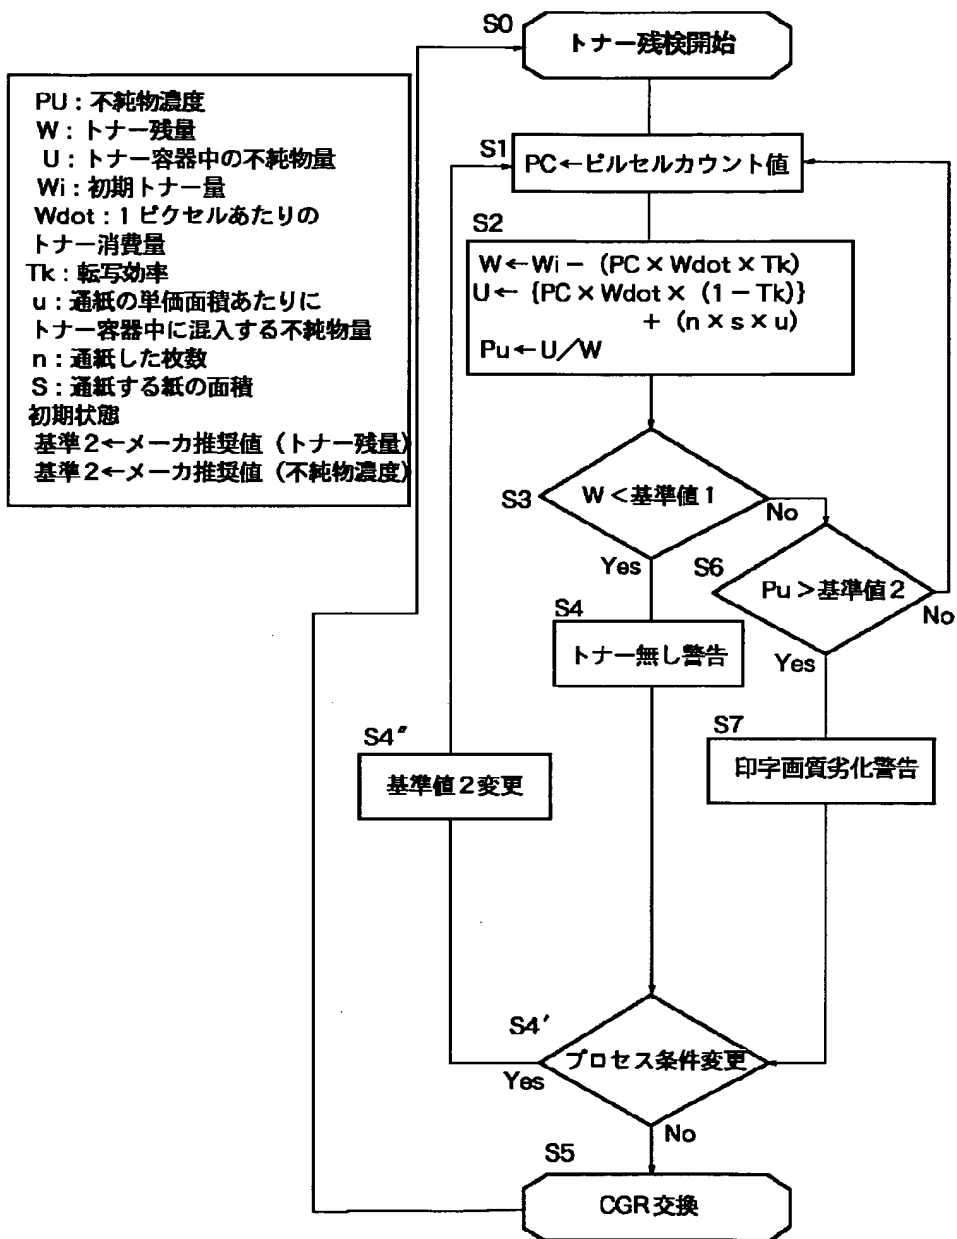 S0
トナー残検開始
PU：不純物濃度
W：トナー残量
U：トナー容器中の不純物量
Wi：初期トナー量
Wdot：1ピクセルあたりの
トナー消費量
Tk：転写効率
u：通紙の単価面積あたりに
トナー容器中に混入する不純物量
n：通紙した枚数
S：通紙する紙の面積
初期状態
基準2←メーカ推奨値（トナー残量）
基準2←メーカ推奨値（不純物濃度）
S1
PC←ピルセルカウント値
S2
W←Wi－（PC×Wdot×Tk）
U←｛PC×Wdot×（1－Tk）｝
＋（n×s×u）
Pu←U／W
S3
W＜基準値1
No
Yes
S6
Pu＞基準値2
No
Yes
S4
トナー無し警告
S7
印字画質劣化警告
S4″
基準値2変更
S4′
プロセス条件変更
Yes
No
S5
CGR交換